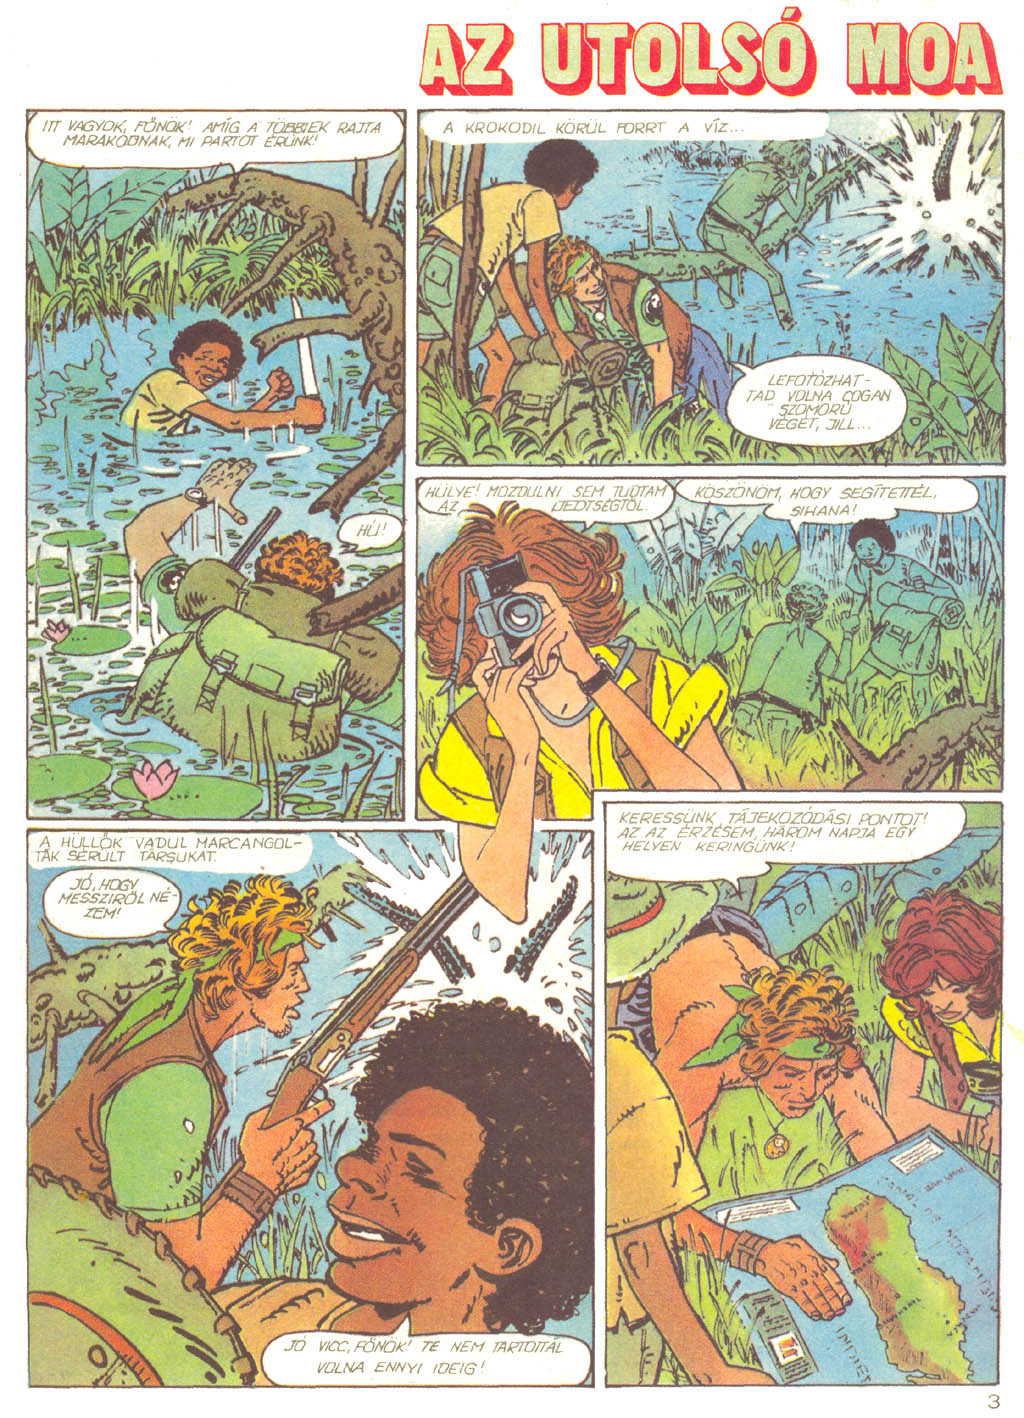 AZ UTOLSÓ MOA
ITT VAGYOK, FŐNÖK! AMÍG A TÖBBIEK RAJTA
MARAKODNAK, MI PARTOT ÉRÜNK!
HÚ!
A KROKODIL KÖRÜL FORRT A VÍZ...
LEFOTÓZHAT-
TAD VOLNA COGAN
SZOMORÚ
VÉGÉT, JILL...
HÜLYE! MOZDULNI SEM TUDTAM
AZ IJEDTSÉGTŐL.
KÖSZÖNÖM, HOGY SEGÍTETTÉL,
SIHANA!
A HÜLLŐK VADUL MARCANGOL-
TÁK SÉRÜLT TÁRSUKAT.
JÓ, HOGY
MESSZIRŐL NÉ-
ZEM!
JÓ VICC, FŐNÖK! TE NEM TARTOTTÁL
VOLNA ENNYI IDEIG!
KERESSÜNK TÁJEKOZÓDÁSI PONTOT!
AZ AZ ÉRZÉSEM, HÁROM NAPJA EGY
HELYEN KERINGÜNK!
3